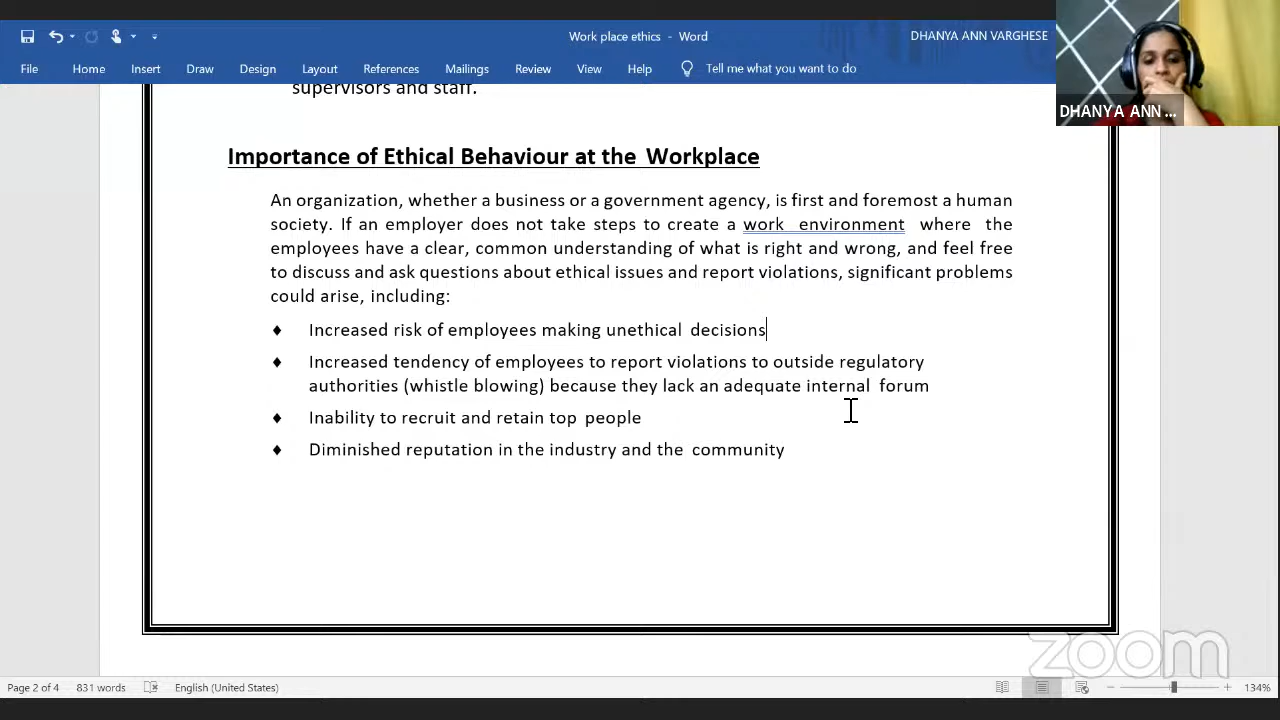 Work place ethics - Word
DHANYA ANN VARGHESE
File Home Insert Draw Design Layout References Mailings Review View Help Tell me what you want to do
DHANYA ANN ...
supervisors and staff.
Importance of Ethical Behaviour at the Workplace
An organization, whether a business or a government agency, is first and foremost a human
society. If an employer does not take steps to create a work environment where the
employees have a clear, common understanding of what is right and wrong, and feel free
to discuss and ask questions about ethical issues and report violations, significant problems
could arise, including:
♦ Increased risk of employees making unethical decisions
♦ Increased tendency of employees to report violations to outside regulatory
authorities (whistle blowing) because they lack an adequate internal forum
♦ Inability to recruit and retain top people
♦ Diminished reputation in the industry and the community
zoom
Page 2 of 4 831 words English (United States) 134%